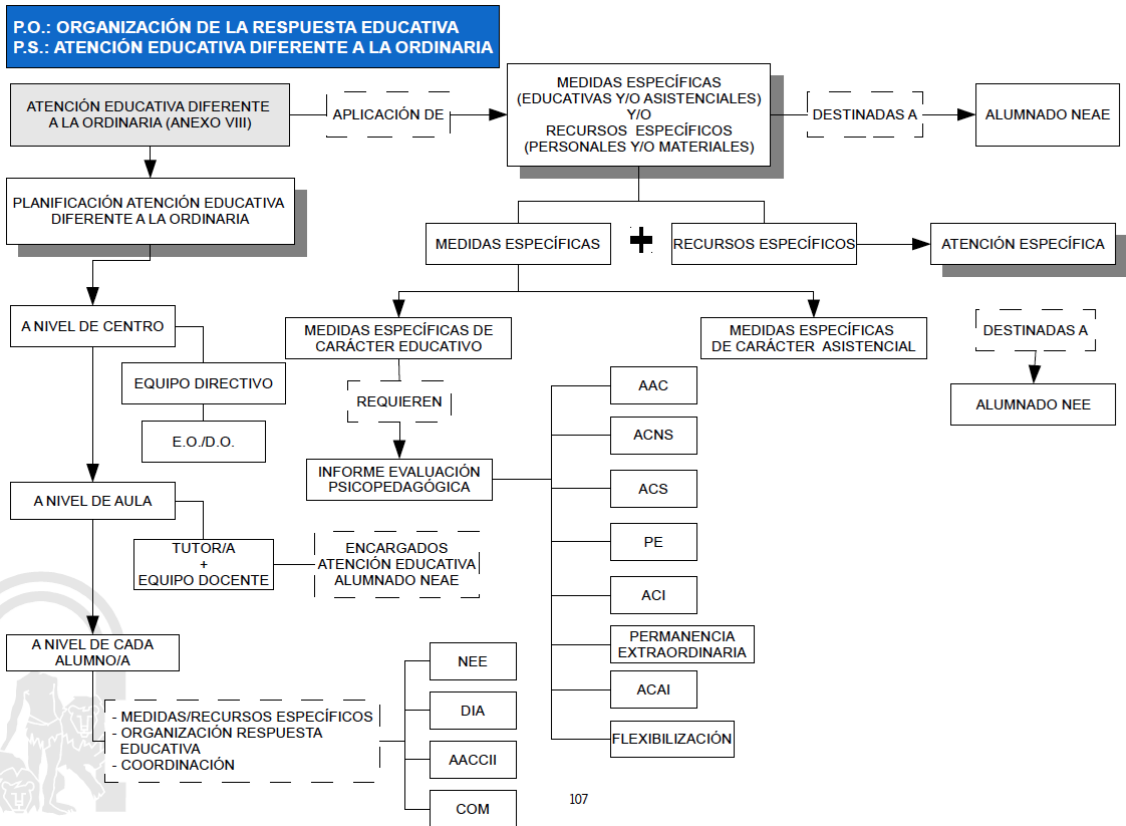 P.O.: ORGANIZACIÓN DE LA RESPUESTA EDUCATIVA
P.S.: ATENCIÓN EDUCATIVA DIFERENTE A LA ORDINARIA
ATENCIÓN EDUCATIVA DIFERENTE
A LA ORDINARIA (ANEXO VIII)
APLICACIÓN DE
MEDIDAS ESPECÍFICAS
(EDUCATIVAS Y/O ASISTENCIALES)
Y/O
RECURSOS ESPECÍFICOS
(PERSONALES Y/O MATERIALES)
DESTINADAS A
ALUMNADO NEAE
PLANIFICACIÓN ATENCIÓN EDUCATIVA
DIFERENTE A LA ORDINARIA
MEDIDAS ESPECÍFICAS
+
RECURSOS ESPECÍFICOS
ATENCIÓN ESPECÍFICA
A NIVEL DE CENTRO
EQUIPO DIRECTIVO
E.O./D.O.
MEDIDAS ESPECÍFICAS DE
CARÁCTER EDUCATIVO
MEDIDAS ESPECÍFICAS
DE CARÁCTER ASISTENCIAL
DESTINADAS A
ALUMNADO NEE
REQUIEREN
INFORME EVALUACIÓN
PSICOPEDAGÓGICA
AAC
ACNS
ACS
PE
ACI
PERMANENCIA
EXTRAORDINARIA
ACAI
FLEXIBILIZACIÓN
A NIVEL DE AULA
TUTOR/A
+
EQUIPO DOCENTE
ENCARGADOS
ATENCIÓN EDUCATIVA
ALUMNADO NEAE
A NIVEL DE CADA
ALUMNO/A
- MEDIDAS/RECURSOS ESPECÍFICOS
- ORGANIZACIÓN RESPUESTA
EDUCATIVA
- COORDINACIÓN
NEE
DIA
AACCII
COM
107